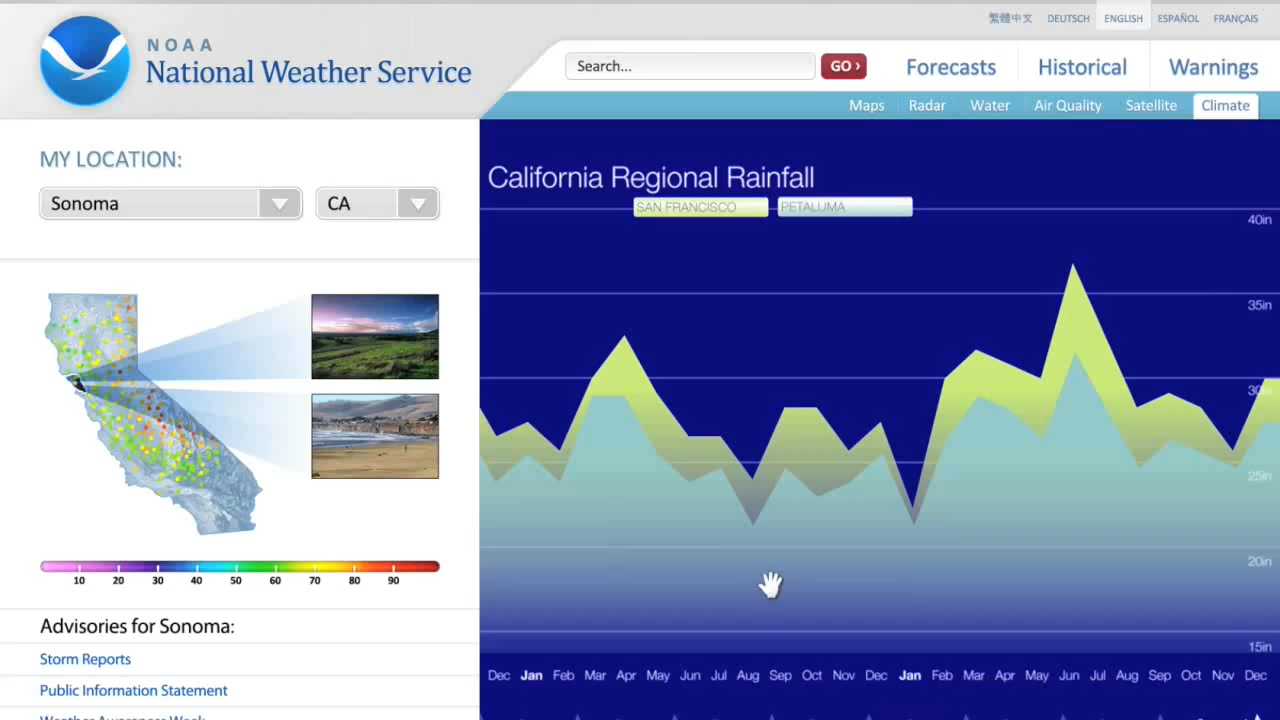 繁體中文 DEUTSCH ENGLISH ESPAÑOL FRANÇAIS
NOAA
National Weather Service
Search... GO ›
Forecasts Historical Warnings
Maps Radar Water Air Quality Satellite Climate
MY LOCATION:
Sonoma CA
California Regional Rainfall
SAN FRANCISCO PETALUMA
40in
35in
30in
25in
20in
15in
10 20 30 40 50 60 70 80 90
Advisories for Sonoma:
Storm Reports
Public Information Statement
Weather Awareness Week
Dec Jan Feb Mar Apr May Jun Jul Aug Sep Oct Nov Dec Jan Feb Mar Apr May Jun Jul Aug Sep Oct Nov Dec